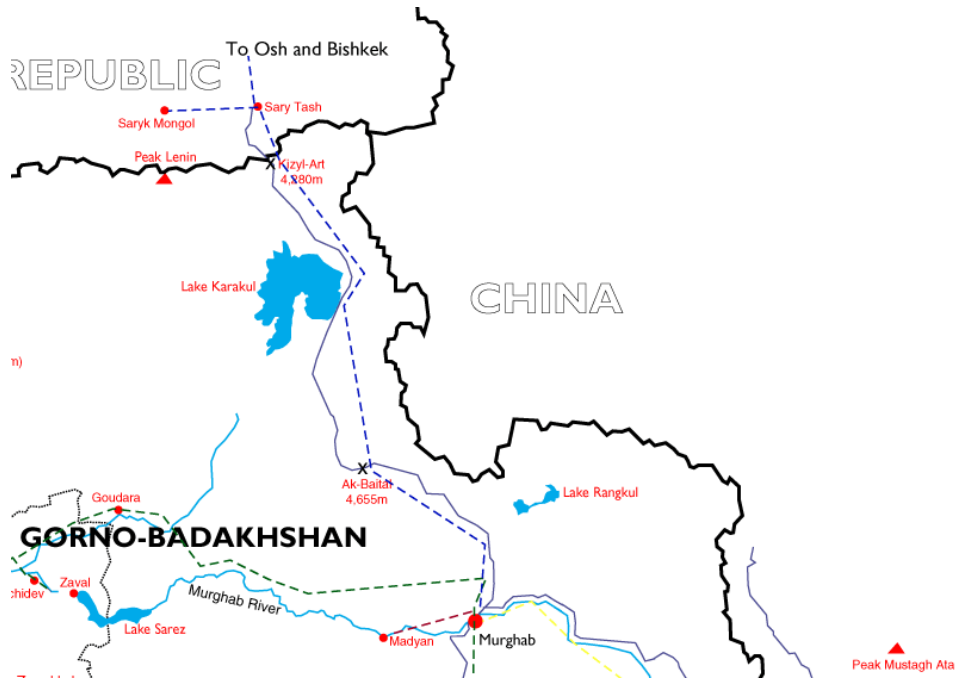 To Osh and Bishkek
REPUBLIC
Sary Tash
Saryk Mongol
Peak Lenin
Kizyl-Art
4,280m
Lake Karakul
CHINA
m)
Ak-Baital
4,655m
Lake Rangkul
Goudara
GORNO-BADAKHSHAN
chidev
Zaval
Murghab River
Lake Sarez
Madyan
Murghab
Peak Mustagh Ata